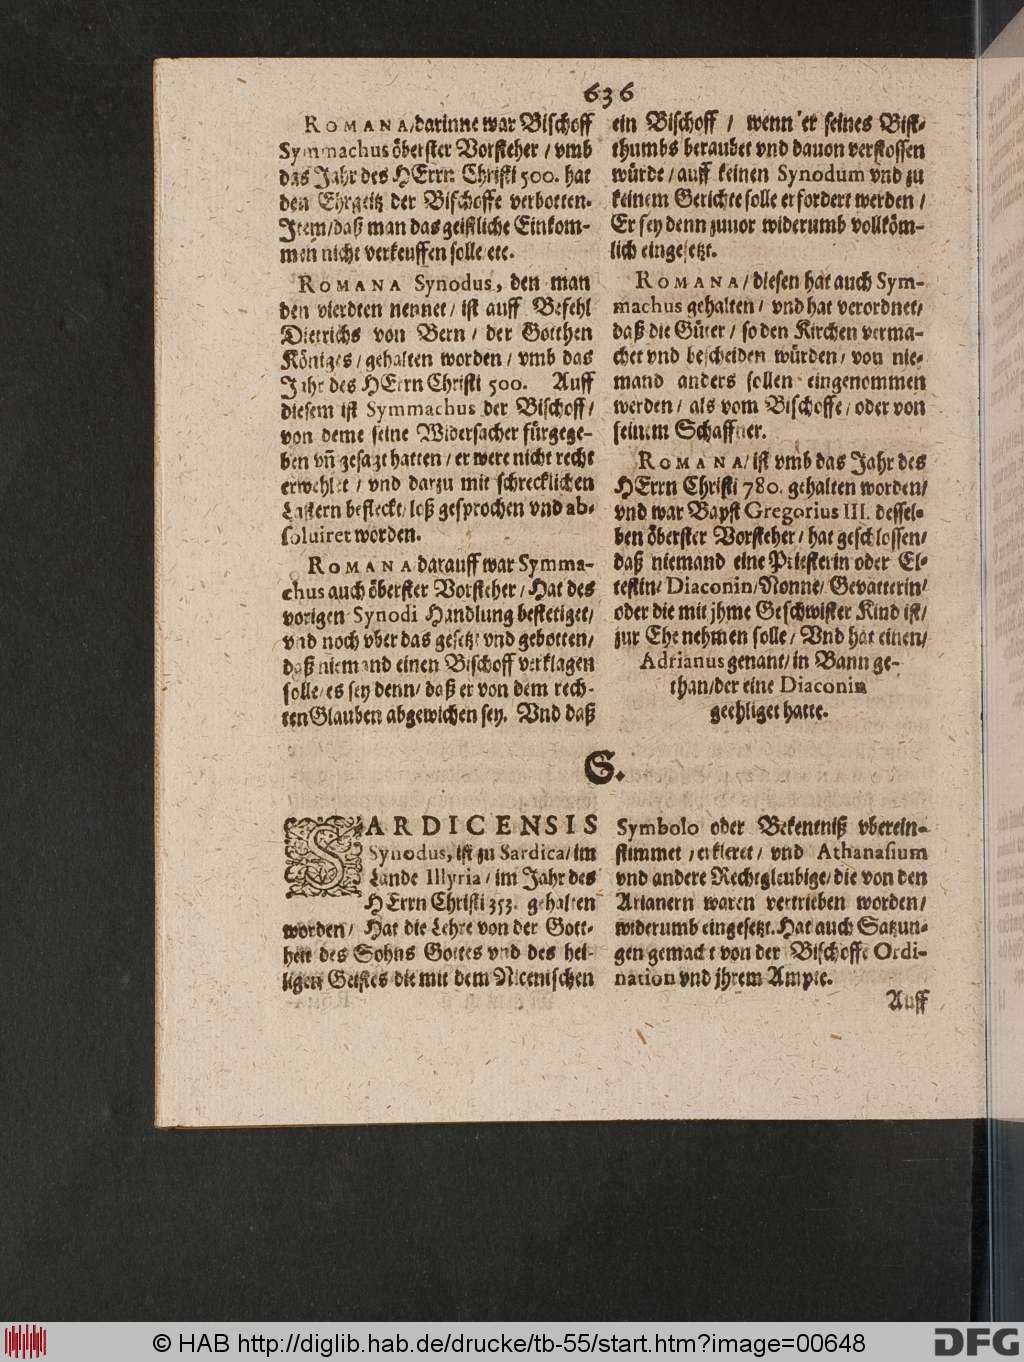 636
ROMANA/darinne war Bischoff
Symmachus öberster Vorsteher / vmb
das Jahr des HErrn Christi 500. hat
den Ehrgeitz der Bischoffe verbotten.
Item/daß man das geistliche Einkom-
men nicht verkeuffen solle etc.
ROMANA Synodus, den man
den vierdten nennet / ist auff Befehl
Dietrichs von Bern / der Gotthen
Königes / gehalten worden / vmb das
Jahr des HErrn Christi 500. Auff
diesem ist Symmachus der Bischoff /
von deme seine Widersacher fürgege-
ben vñ gesagt hatten / er were nicht recht
erwehlet / vnd darzu mit schrecklichen
Lastern befleckt / loß gesprochen vnd ab-
soluiret worden.
ROMANA darauff war Symma-
chus auch öberster Vorsteher / Hat des
vorigen Synodi Handlung bestetiget /
vnd noch vber das gesetzt vnd gebotten /
daß niemand einen Bischoff verklagen
solle / es sey denn / daß er von dem rech-
ten Glauben abgewichen sey. Vnd daß
ein Bischoff / wenn er seines Bist-
thumbs beraubet vnd dauon verstossen
würde / auff keinen Synodum vnd zu
keinem Gerichte solle erfordert werden /
Er sey denn zuuor widerumb vollköm-
lich eingesetzt.
ROMANA / diesen hat auch Sym-
machus gehalten / vnd hat verordnet /
daß die Güter / so den Kirchen verma-
chet vnd bescheiden würden / von nie-
mand anders sollen eingenommen
werden / als vom Bischoffe / oder von
seinem Schaffner.
ROMANA / ist vmb das Jahr des
HErrn Christi 780. gehalten worden /
vnd war Bapst Gregorius III. dessel-
ben öberster Vorsteher / hat geschlossen /
daß niemand eine Priesterin oder El-
testin / Diaconin / Nonne / Gevatterin /
oder die mit jhme Geschwister Kind ist /
zur Ehe nehmen solle / Vnd hat einen /
Adrianus genant / in Bann ge-
than / der eine Diaconin
geehliget hatte.
S.
SARDICENSIS
Synodus, ist zu Sardica / im
Lande Illyria / im Jahr des
HErrn Christi 353. gehalten
worden / Hat die Lehre von der Gott-
heit des Sohns Gottes vnd des hei-
ligen Geistes die mit dem Nicenischen
Symbolo oder Bekentniß vberein-
stimmet / erkleret / vnd Athanasium
vnd andere Rechtgleubige / die von den
Arianern waren vertrieben worden /
widerumb eingesetzt. Hat auch Satzun-
gen gemacht von der Bischoffe Ordi-
nation vnd jhrem Ampte.
Auff
© HAB http://diglib.hab.de/drucke/tb-55/start.htm?image=00648
DFG